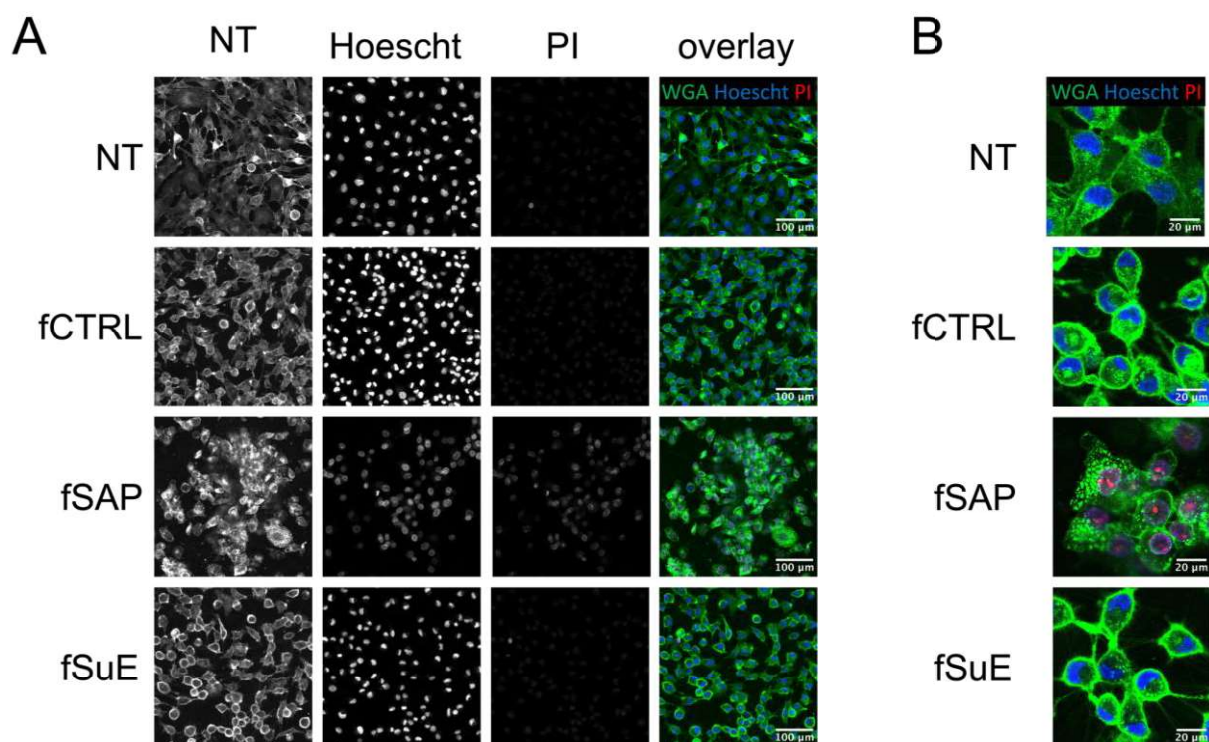 A
NT Hoescht PI overlay
NT
WGA Hoescht PI
100 µm
fCTRL
100 µm
fSAP
100 µm
fSuE
100 µm
B
WGA Hoescht PI
NT
20 µm
fCTRL
20 µm
fSAP
20 µm
fSuE
20 µm